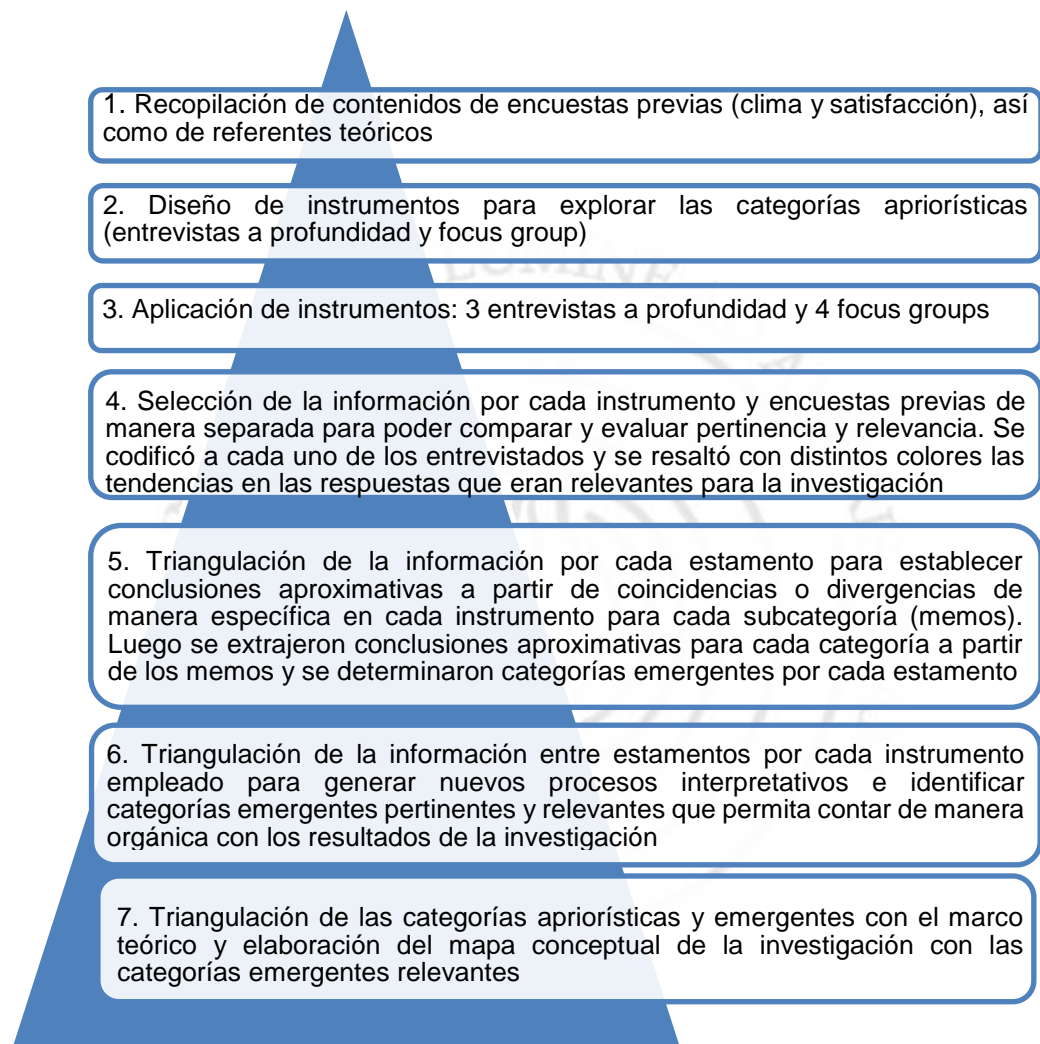 1. Recopilación de contenidos de encuestas previas (clima y satisfacción), así
como de referentes teóricos
2. Diseño de instrumentos para explorar las categorías apriorísticas
(entrevistas a profundidad y focus group)
3. Aplicación de instrumentos: 3 entrevistas a profundidad y 4 focus groups
4. Selección de la información por cada instrumento y encuestas previas de
manera separada para poder comparar y evaluar pertinencia y relevancia. Se
codificó a cada uno de los entrevistados y se resaltó con distintos colores las
tendencias en las respuestas que eran relevantes para la investigación
5. Triangulación de la información por cada estamento para establecer
conclusiones aproximativas a partir de coincidencias o divergencias de
manera específica en cada instrumento para cada subcategoría (memos).
Luego se extrajeron conclusiones aproximativas para cada categoría a partir
de los memos y se determinaron categorías emergentes por cada estamento
6. Triangulación de la información entre estamentos por cada instrumento
empleado para generar nuevos procesos interpretativos e identificar
categorías emergentes pertinentes y relevantes que permita contar de manera
orgánica con los resultados de la investigación
7. Triangulación de las categorías apriorísticas y emergentes con el marco
teórico y elaboración del mapa conceptual de la investigación con las
categorías emergentes relevantes